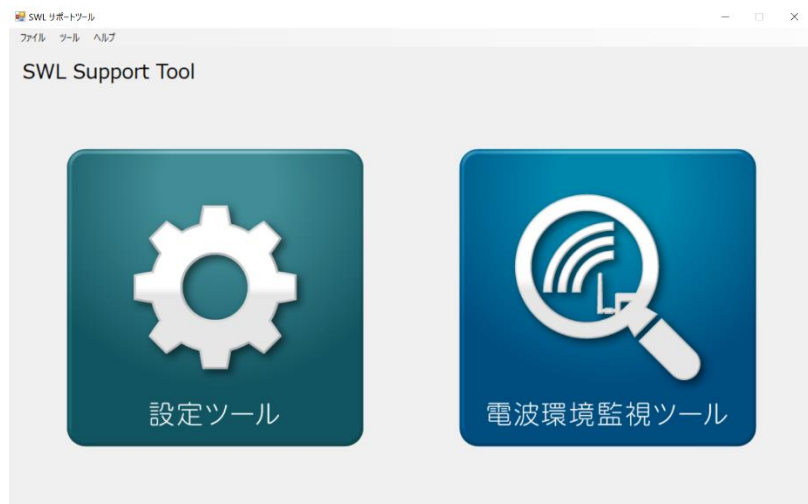 SWL サポートツール
ファイル ツール ヘルプ
SWL Support Tool
設定ツール
電波環境監視ツール